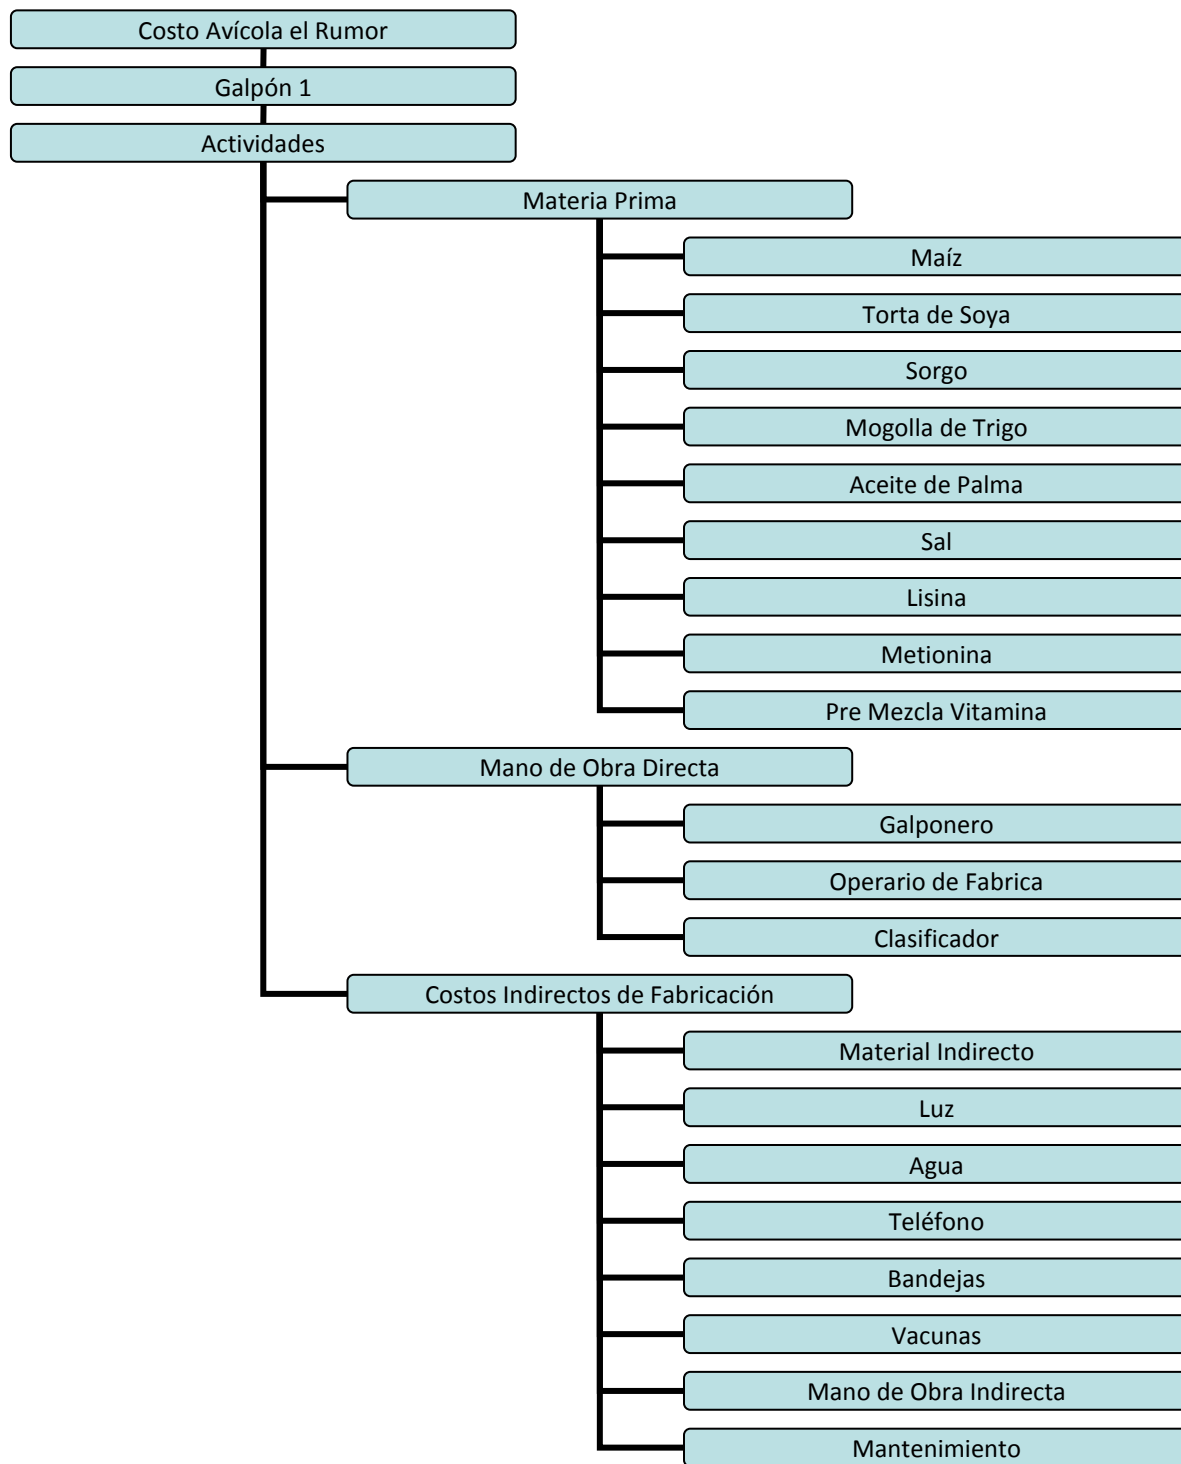 Costo Avícola el Rumor
Galpón 1
Actividades
Materia Prima
Maíz
Torta de Soya
Sorgo
Mogolla de Trigo
Aceite de Palma
Sal
Lisina
Metionina
Pre Mezcla Vitamina
Mano de Obra Directa
Galponero
Operario de Fabrica
Clasificador
Costos Indirectos de Fabricación
Material Indirecto
Luz
Agua
Teléfono
Bandejas
Vacunas
Mano de Obra Indirecta
Mantenimiento